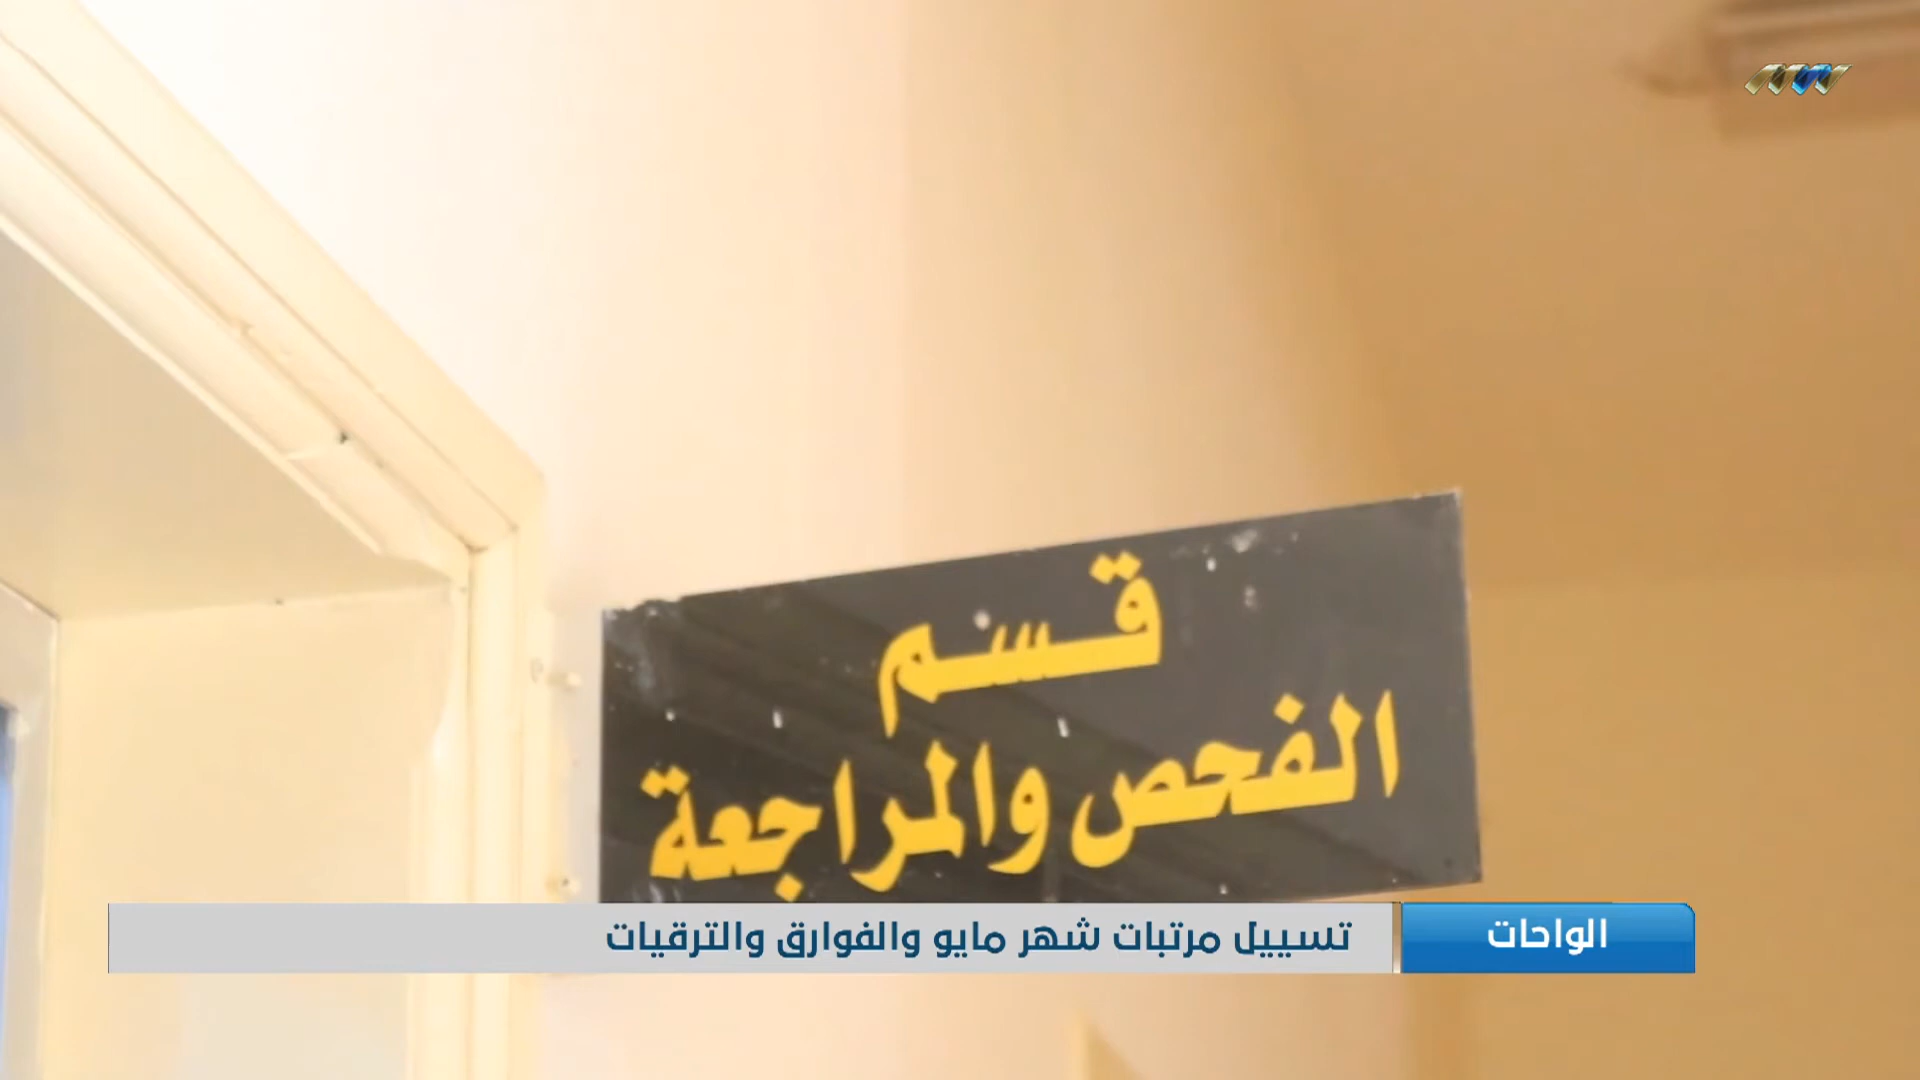 قسم
الفحص والمراجعة
الواحات
تسييل مرتبات شهر مايو والفوارق والترقيات